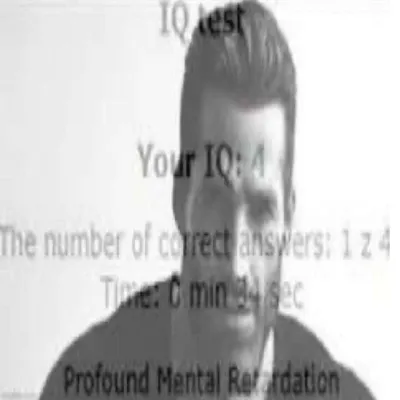 IQ test
Your IQ: 4
The number of correct answers: 1 z 4
Time: 0 min 34 sec
Profound Mental Retardation